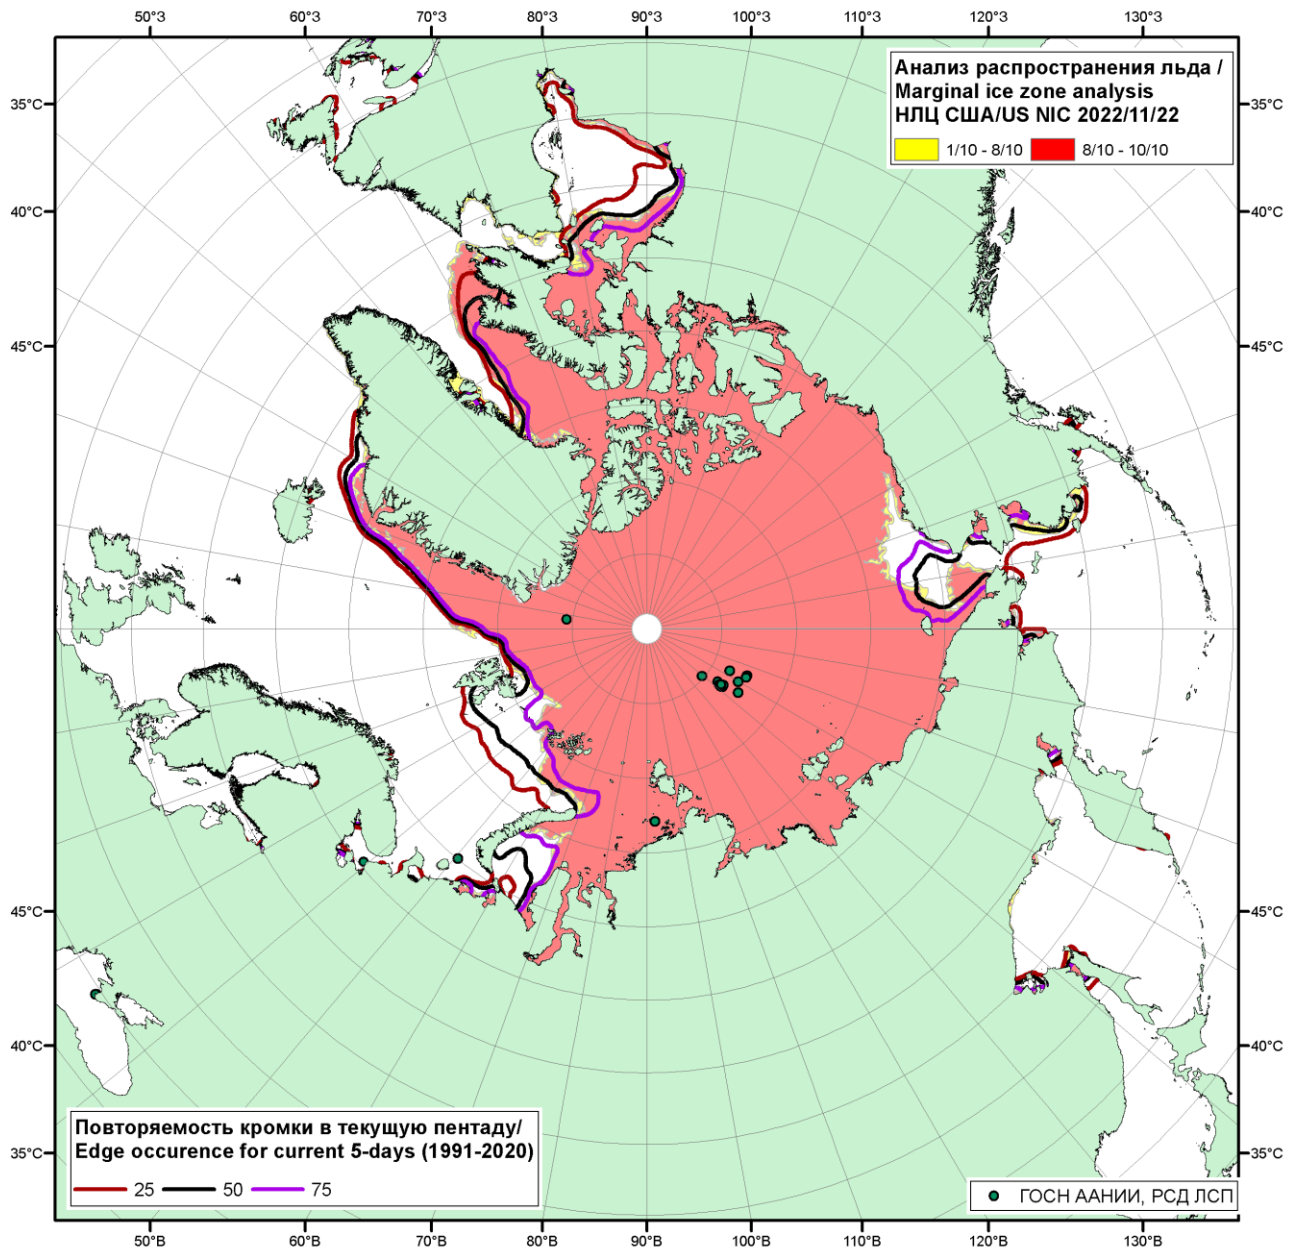 50°З 60°З 70°З 80°З 90°З 100°З 110°З 120°З 130°З
Анализ распространения льда /
Marginal ice zone analysis
НЛЦ США/US NIC 2022/11/22
1/10 - 8/10 8/10 - 10/10
35°С 35°С
40°С 40°С
45°С 45°С
45°С 45°С
40°С 40°С
35°С 35°С
Повторяемость кромки в текущую пентаду/
Edge occurence for current 5-days (1991-2020)
25 50 75
ГОСН ААНИИ, РСД ЛСП
50°В 60°В 70°В 80°В 90°В 100°В 110°В 120°В 130°В